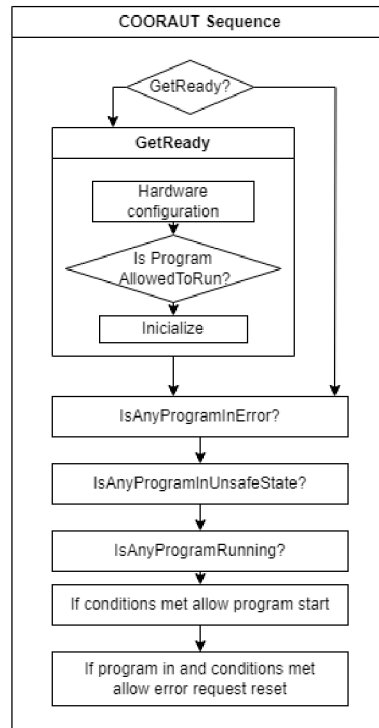 COORAUT Sequence
GetReady?
GetReady
Hardware
configuration
Is Program
AllowedToRun?
Inicialize
IsAnyProgramInError?
IsAnyProgramInUnsafeState?
IsAnyProgramRunning?
If conditions met allow program start
If program in and conditions met
allow error request reset